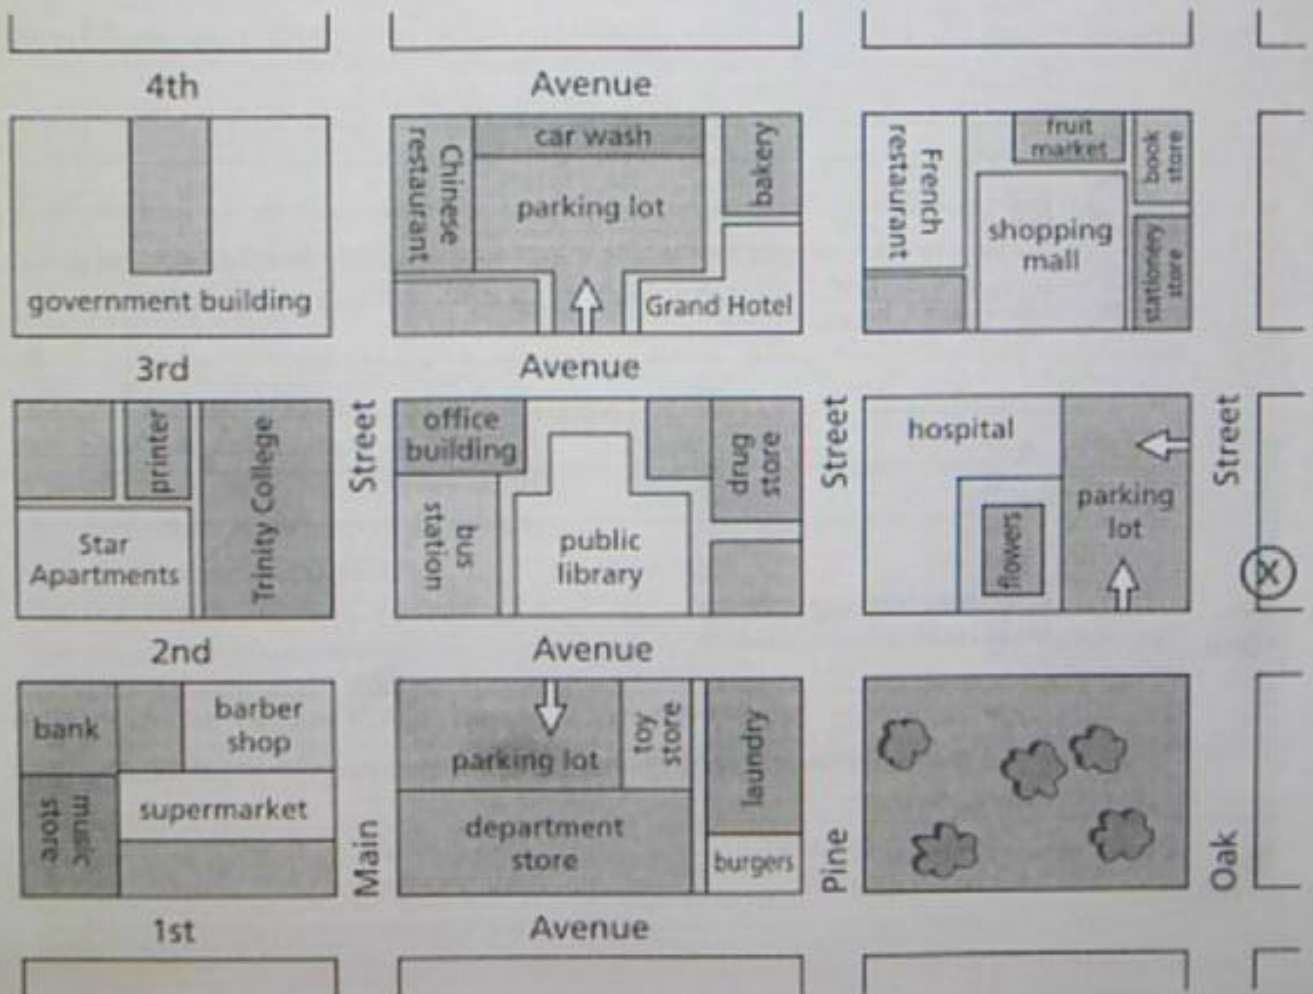 4th Avenue
Chinese
restaurant
car wash
parking lot
bakery
French
restaurant
fruit
market
book
store
shopping
mall
stationery
store
government building
Grand Hotel
3rd Avenue
printer
Trinity College
Star
Apartments
Street
office
building
bus
station
public
library
drug
store
Street
hospital
flowers
parking
lot
Street
X
2nd Avenue
bank
barber
shop
music
store
supermarket
Main
parking lot
toy
store
department
store
laundry
burgers
Pine
Oak
1st Avenue